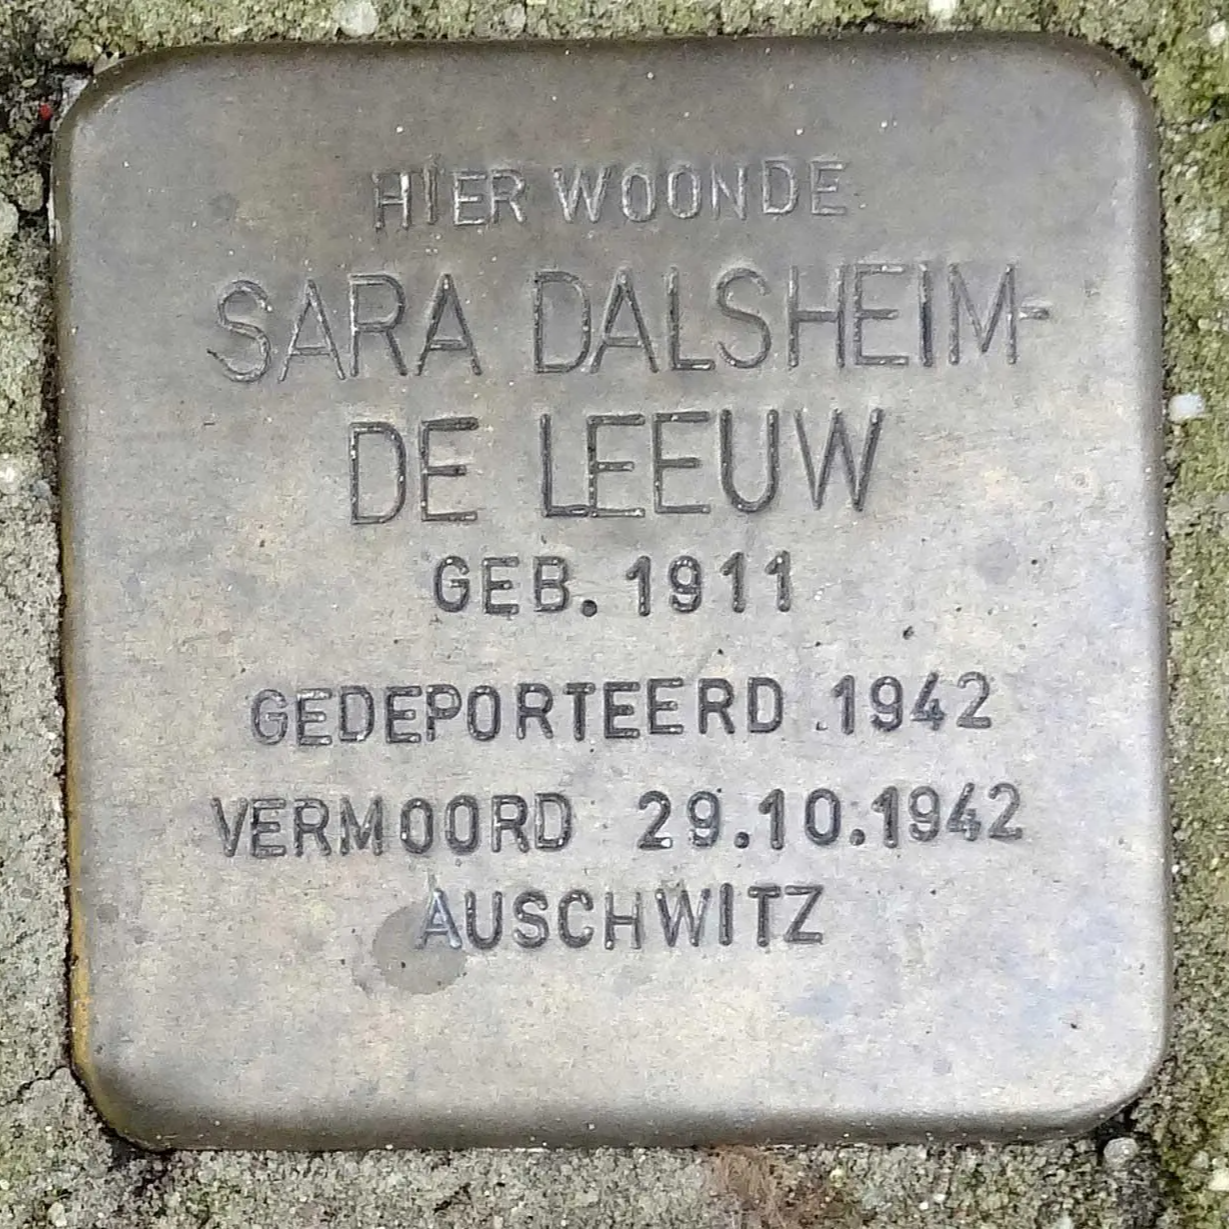 HIER WOONDE
SARA DALSHEIM-
DE LEEUW
GEB. 1911
GEDEPORTEERD 1942
VERMOORD 29.10.1942
AUSCHWITZ